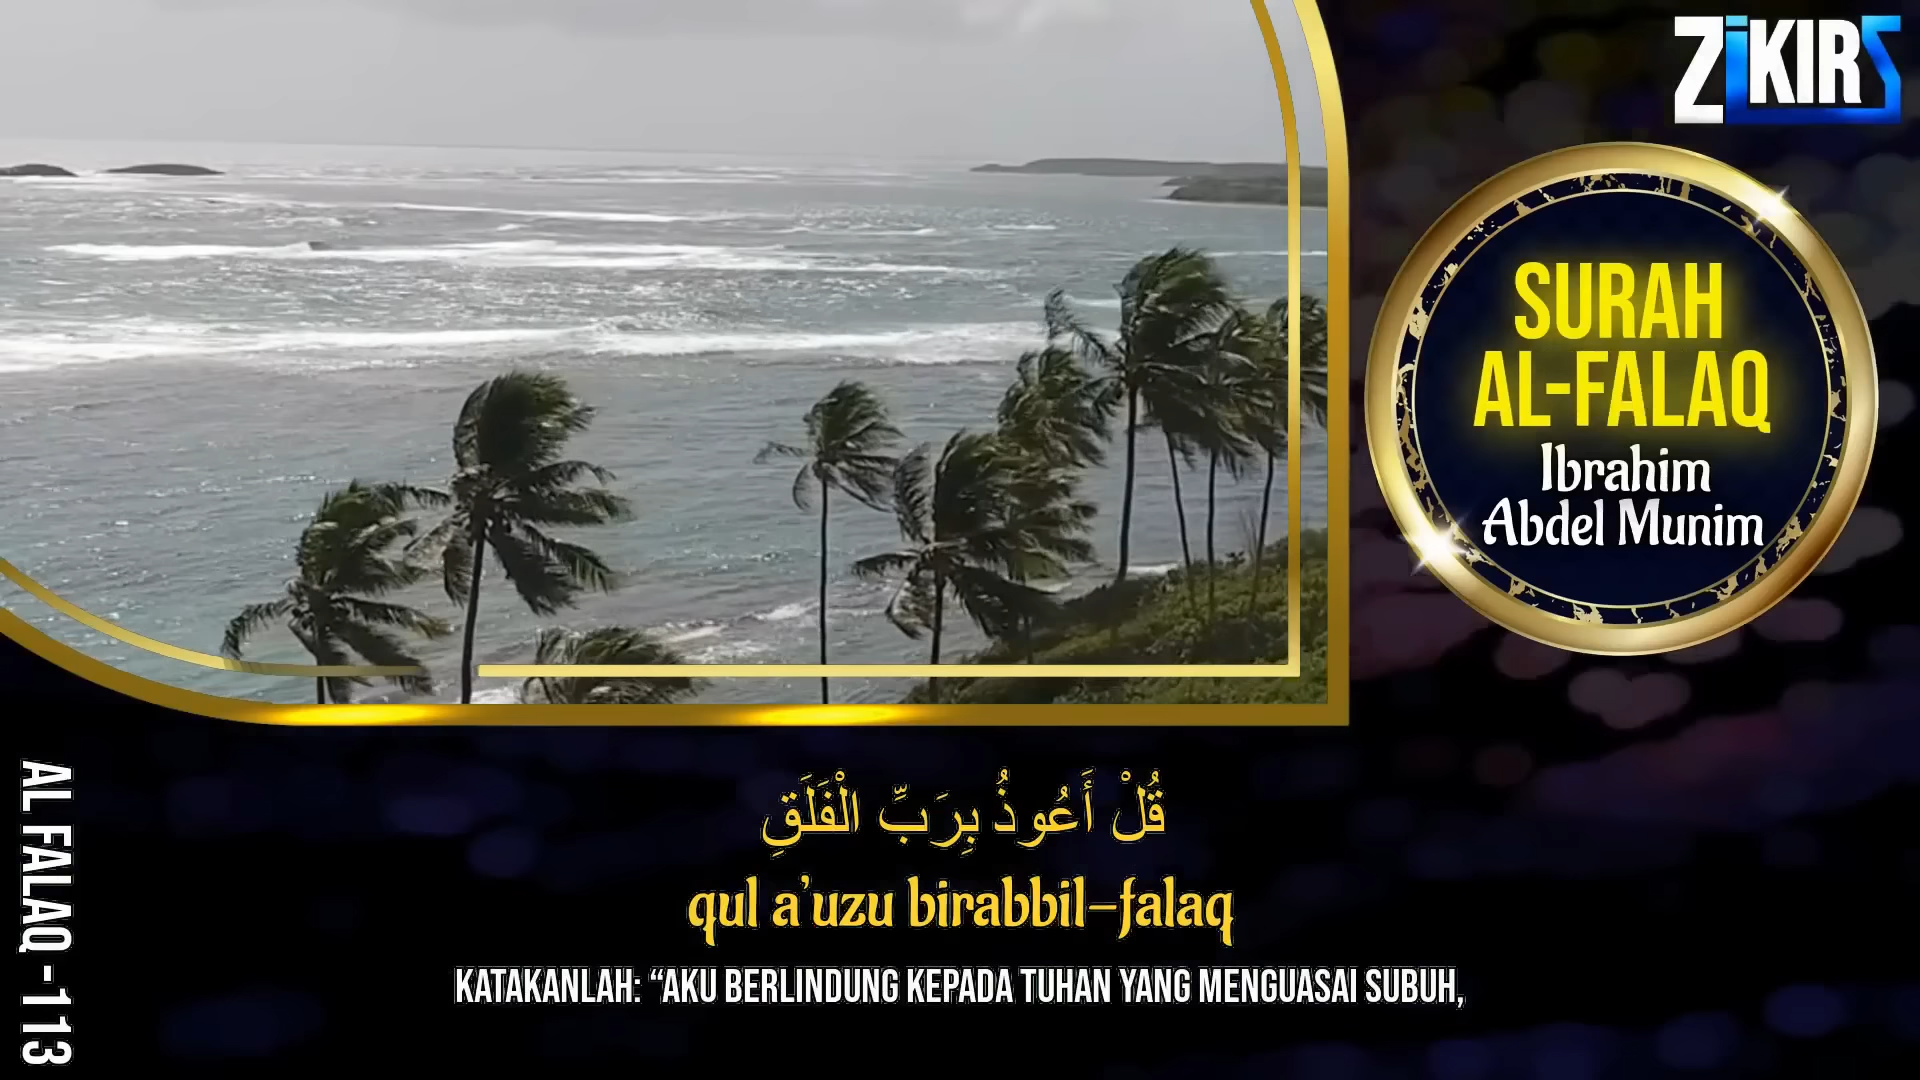 ZiKIRS
SURAH
AL-FALAQ
Ibrahim
Abdel Munim
قُلْ أَعُوذُ بِرَبِّ الْفَلَقِ
qul a’uzu birabbil-falaq
KATAKANLAH: “AKU BERLINDUNG KEPADA TUHAN YANG MENGUASAI SUBUH,
AL FALAQ -113